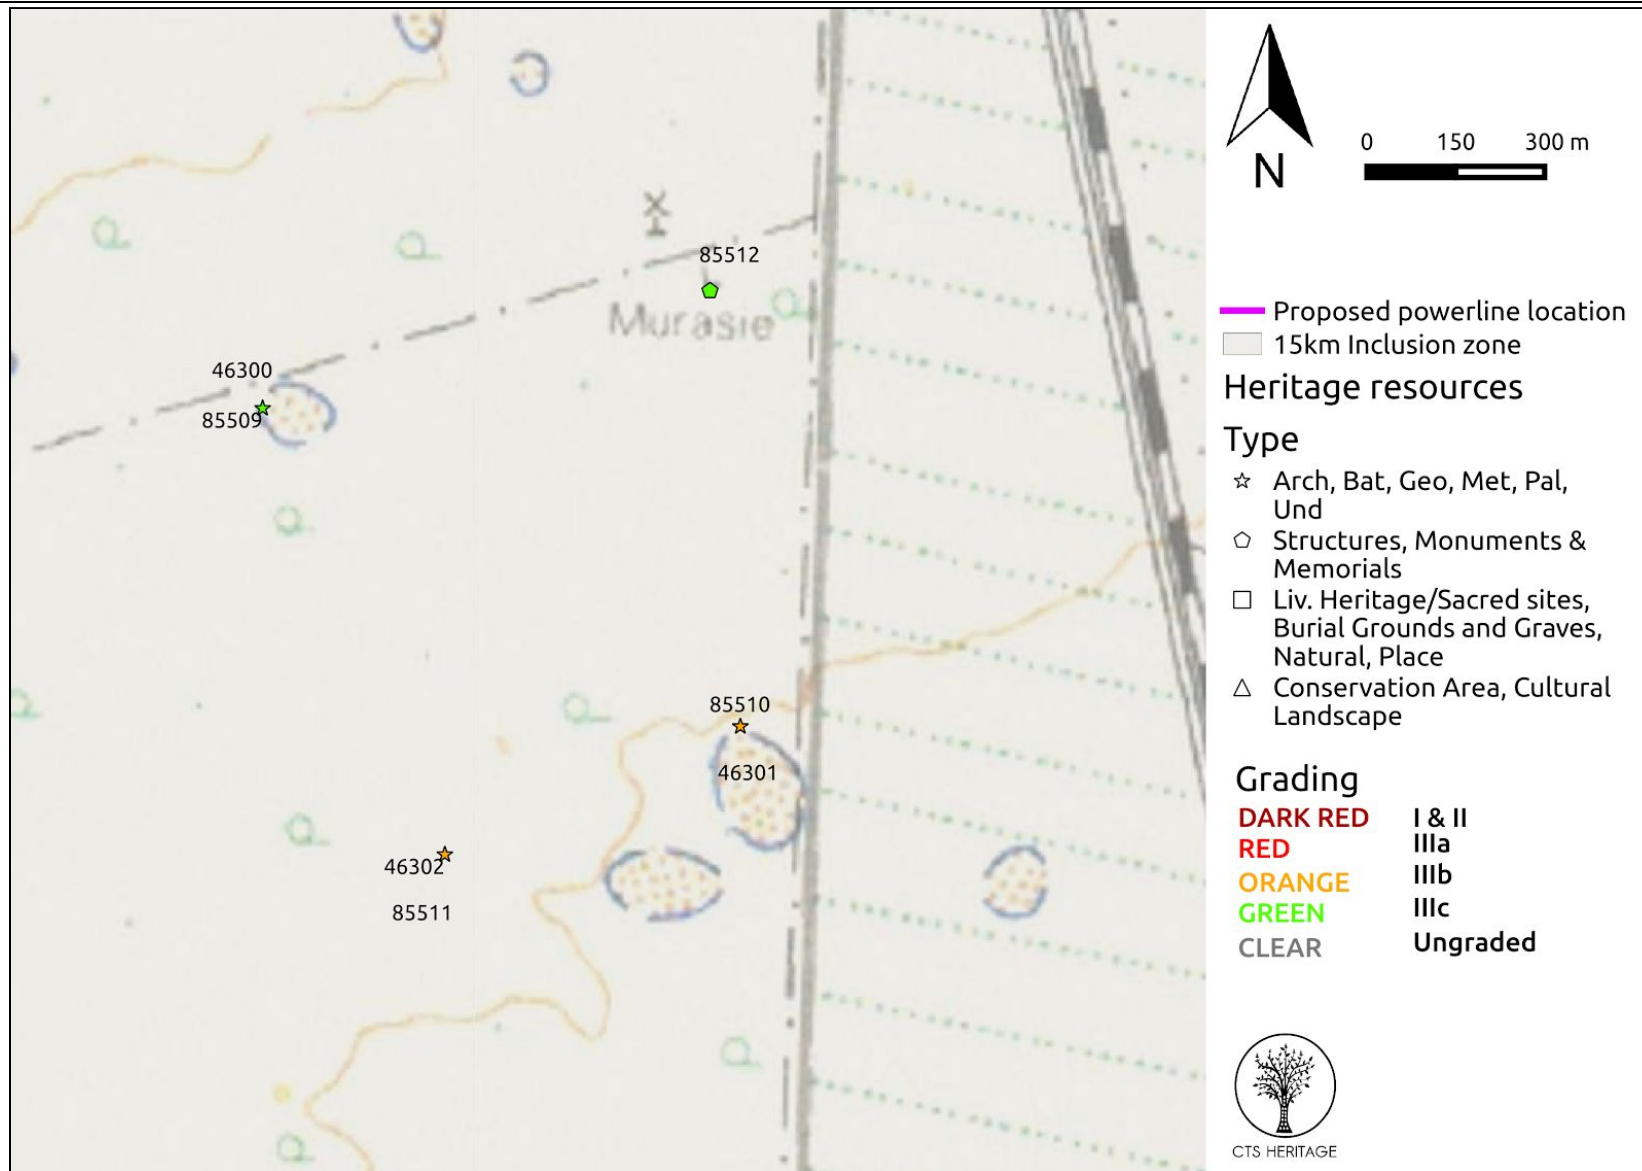 85512
Murasie
46300
85509
85510
46301
46302
85511
N
0 150 300 m
Proposed powerline location
15km Inclusion zone
Heritage resources
Type
Arch, Bat, Geo, Met, Pal,
Und
Structures, Monuments &
Memorials
Liv. Heritage/Sacred sites,
Burial Grounds and Graves,
Natural, Place
Conservation Area, Cultural
Landscape
Grading
DARK RED I & II
RED IIIa
ORANGE IIIb
GREEN IIIc
CLEAR Ungraded
CTS HERITAGE